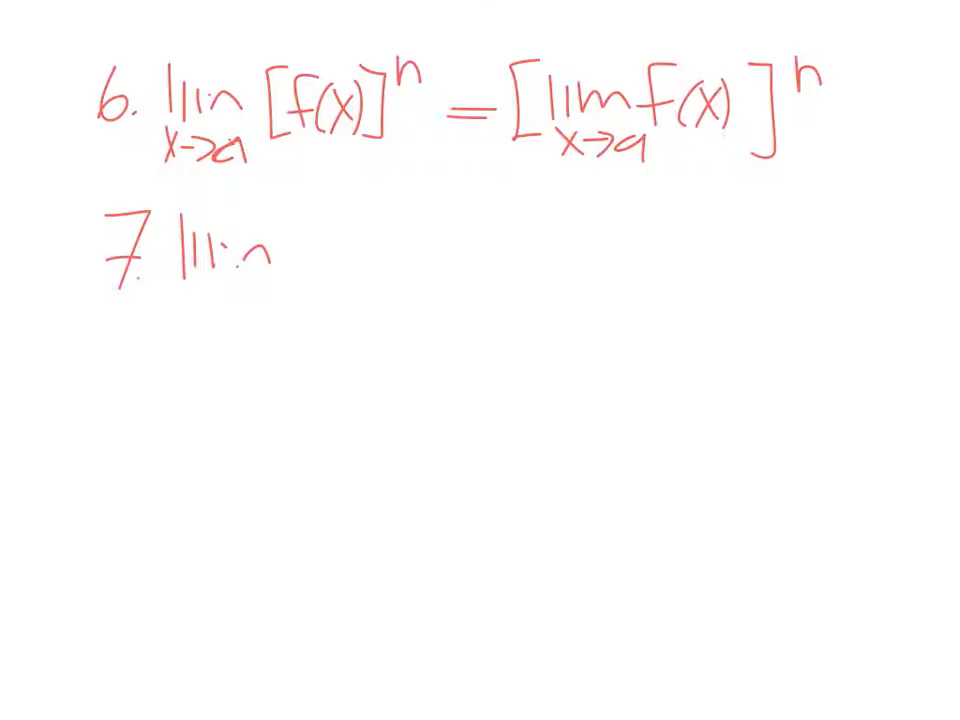 6. lim [f(x)]^n = [lim f(x)]^n
x→a x→a
7. lim